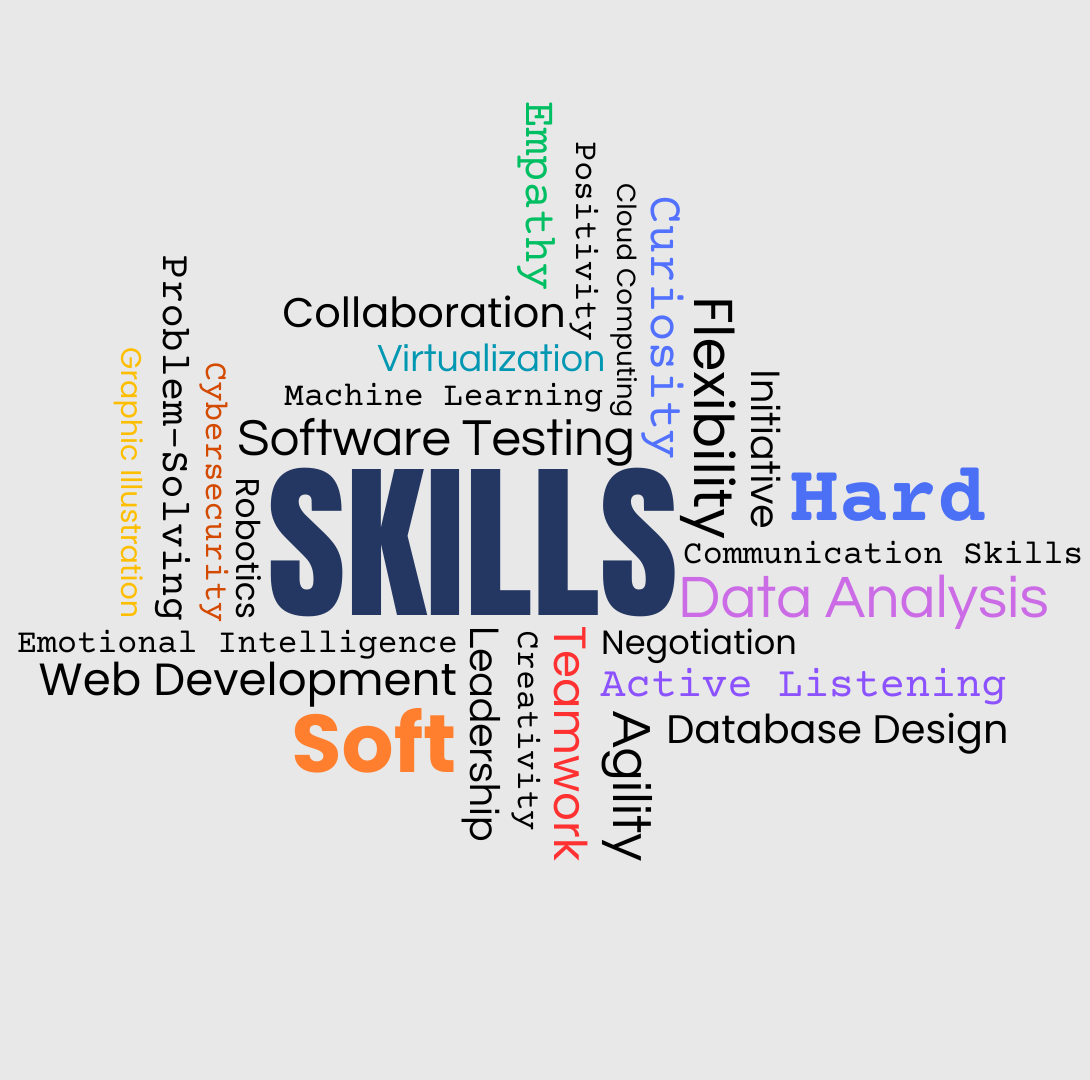 Empathy
Positivity
Cloud Computing
Curiosity
Problem-Solving
Collaboration
Flexibility
Virtualization
Graphic Illustration
Cybersecurity
Initiative
Machine Learning
Software Testing
SKILLS
Hard
Robotics
Communication Skills
Data Analysis
Emotional Intelligence
Leadership
Creativity
Teamwork
Negotiation
Web Development
Active Listening
Soft
Agility
Database Design